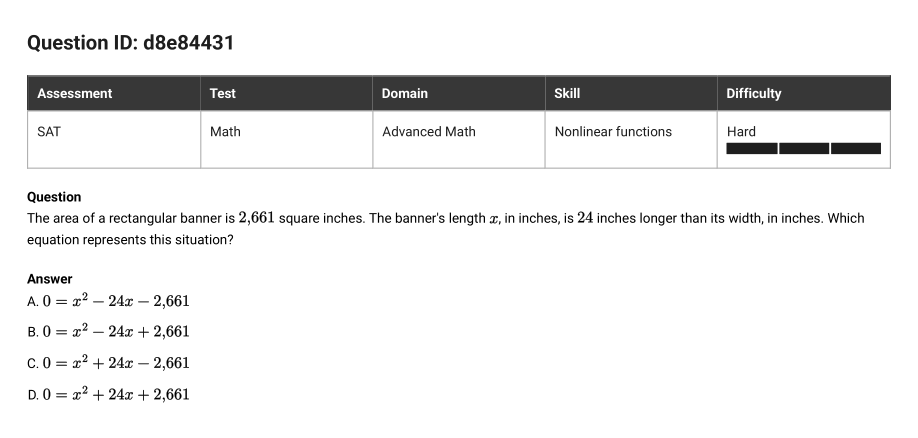 Question ID: d8e84431
Assessment Test Domain Skill Difficulty
SAT Math Advanced Math Nonlinear functions Hard
Question
The area of a rectangular banner is 2,661 square inches. The banner's length x, in inches, is 24 inches longer than its width, in inches. Which
equation represents this situation?
Answer
A. 0 = x² − 24x − 2,661
B. 0 = x² − 24x + 2,661
C. 0 = x² + 24x − 2,661
D. 0 = x² + 24x + 2,661